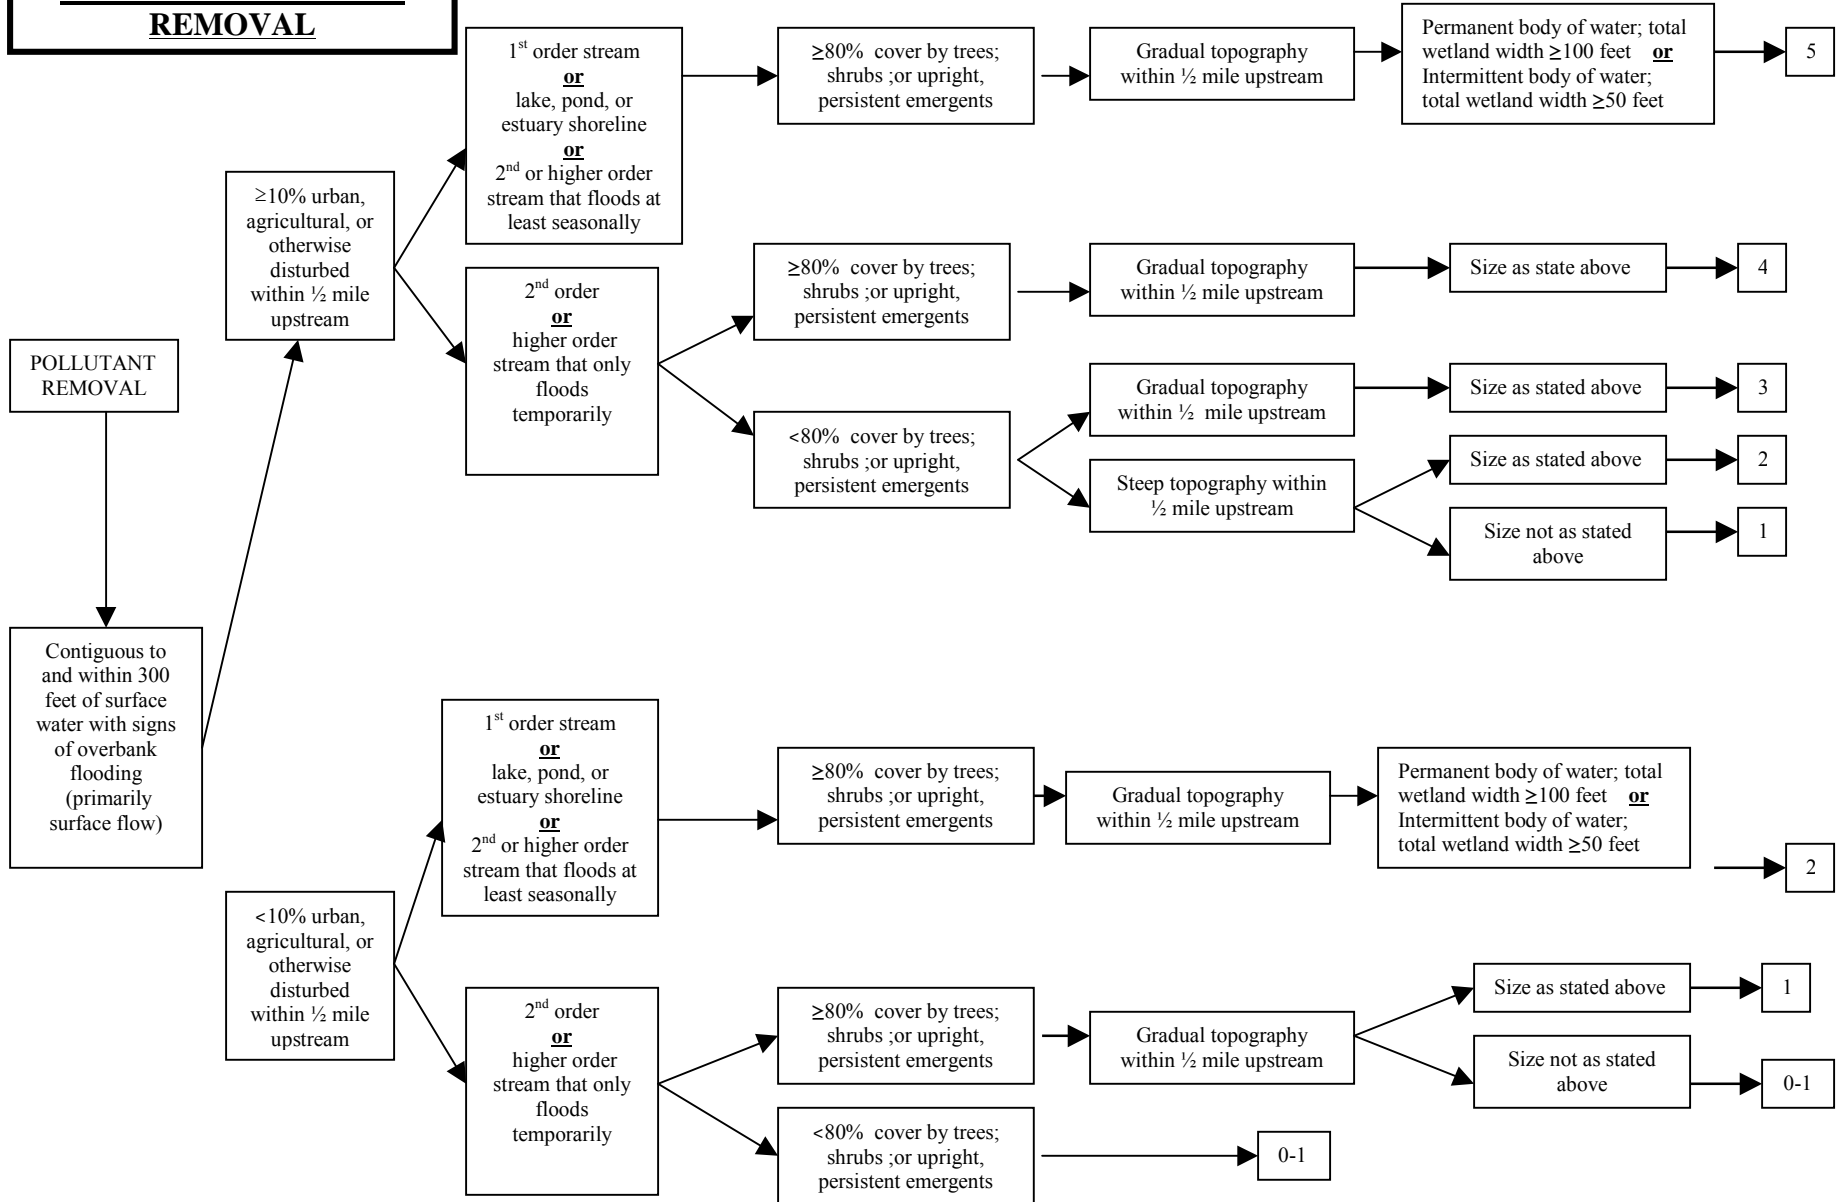 REMOVAL
1st order stream
or
lake, pond, or
estuary shoreline
or
2nd or higher order
stream that floods at
least seasonally
≥80% cover by trees;
shrubs ;or upright,
persistent emergents
Gradual topography
within ½ mile upstream
Permanent body of water; total
wetland width ≥100 feet or
Intermittent body of water;
total wetland width ≥50 feet
5
≥10% urban,
agricultural, or
otherwise
disturbed
within ½ mile
upstream
2nd order
or
higher order
stream that only
floods
temporarily
≥80% cover by trees;
shrubs ;or upright,
persistent emergents
Gradual topography
within ½ mile upstream
Size as state above
4
POLLUTANT
REMOVAL
<80% cover by trees;
shrubs ;or upright,
persistent emergents
Gradual topography
within ½ mile upstream
Size as stated above
3
Steep topography within
½ mile upstream
Size as stated above
2
Size not as stated
above
1
Contiguous to
and within 300
feet of surface
water with signs
of overbank
flooding
(primarily
surface flow)
1st order stream
or
lake, pond, or
estuary shoreline
or
2nd or higher order
stream that floods at
least seasonally
≥80% cover by trees;
shrubs ;or upright,
persistent emergents
Gradual topography
within ½ mile upstream
Permanent body of water; total
wetland width ≥100 feet or
Intermittent body of water;
total wetland width ≥50 feet
2
<10% urban,
agricultural, or
otherwise
disturbed
within ½ mile
upstream
2nd order
or
higher order
stream that only
floods
temporarily
≥80% cover by trees;
shrubs ;or upright,
persistent emergents
Gradual topography
within ½ mile upstream
Size as stated above
1
Size not as stated
above
0-1
<80% cover by trees;
shrubs ;or upright,
persistent emergents
0-1